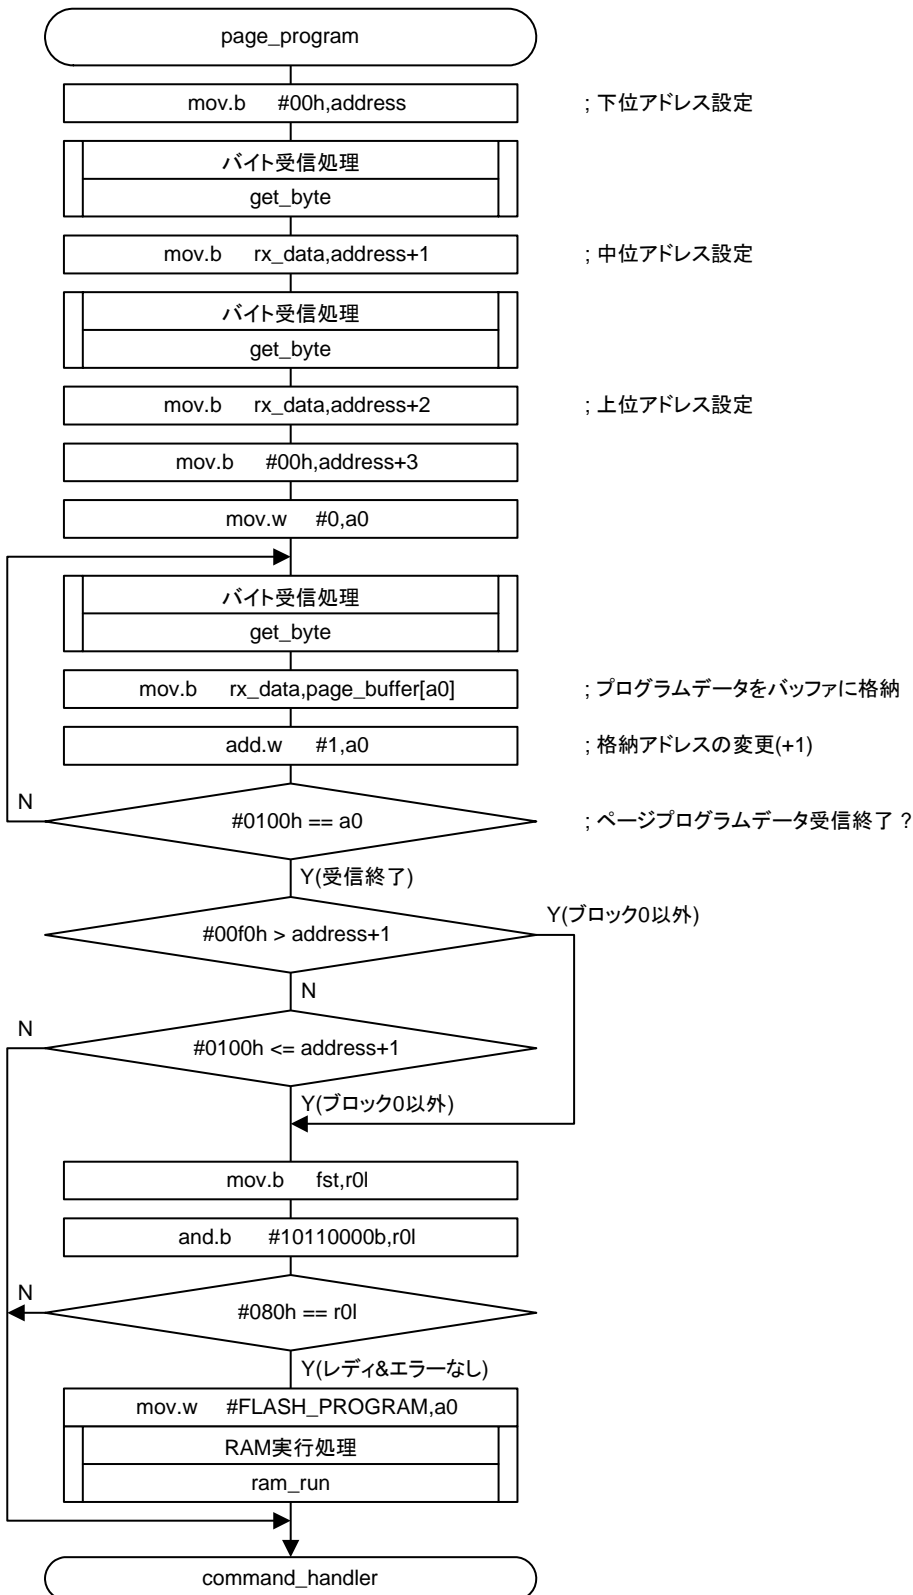 page_program
mov.b #00h,address ; 下位アドレス設定
バイト受信処理
get_byte
mov.b rx_data,address+1 ; 中位アドレス設定
バイト受信処理
get_byte
mov.b rx_data,address+2 ; 上位アドレス設定
mov.b #00h,address+3
mov.w #0,a0
バイト受信処理
get_byte
mov.b rx_data,page_buffer[a0] ; プログラムデータをバッファに格納
add.w #1,a0 ; 格納アドレスの変更(+1)
N
#0100h == a0 ; ページプログラムデータ受信終了?
Y(受信終了)
Y(ブロック0以外)
#00f0h > address+1
N
N
#0100h <= address+1
Y(ブロック0以外)
mov.b fst,r0l
and.b #10110000b,r0l
N
#080h == r0l
Y(レディ&エラーなし)
mov.w #FLASH_PROGRAM,a0
RAM実行処理
ram_run
command_handler